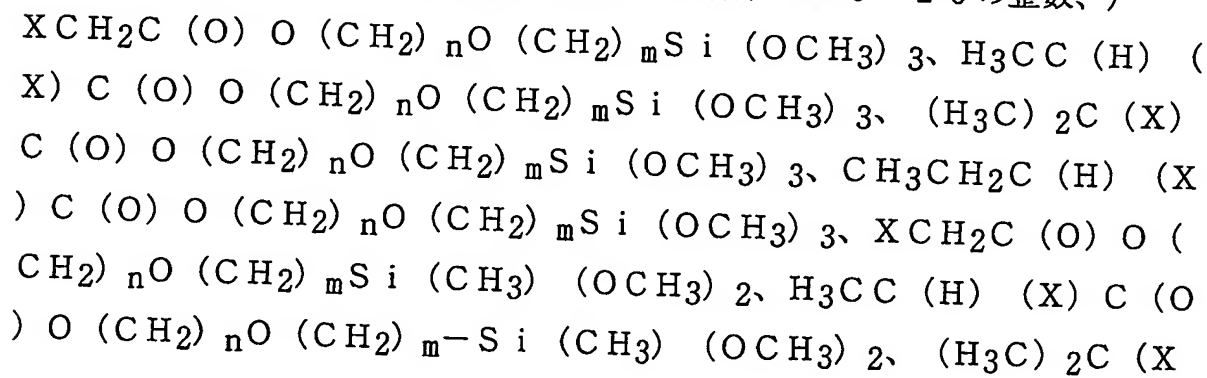 XCH2C（O）O（CH2）nO（CH2）mSi（OCH3）3、H3CC（H）（
X）C（O）O（CH2）nO（CH2）mSi（OCH3）3、（H3C）2C（X）
C（O）O（CH2）nO（CH2）mSi（OCH3）3、CH3CH2C（H）（X
）C（O）O（CH2）nO（CH2）mSi（OCH3）3、XCH2C（O）O（
CH2）nO（CH2）mSi（CH3）（OCH3）2、H3CC（H）（X）C（O
）O（CH2）nO（CH2）m－Si（CH3）（OCH3）2、（H3C）2C（X